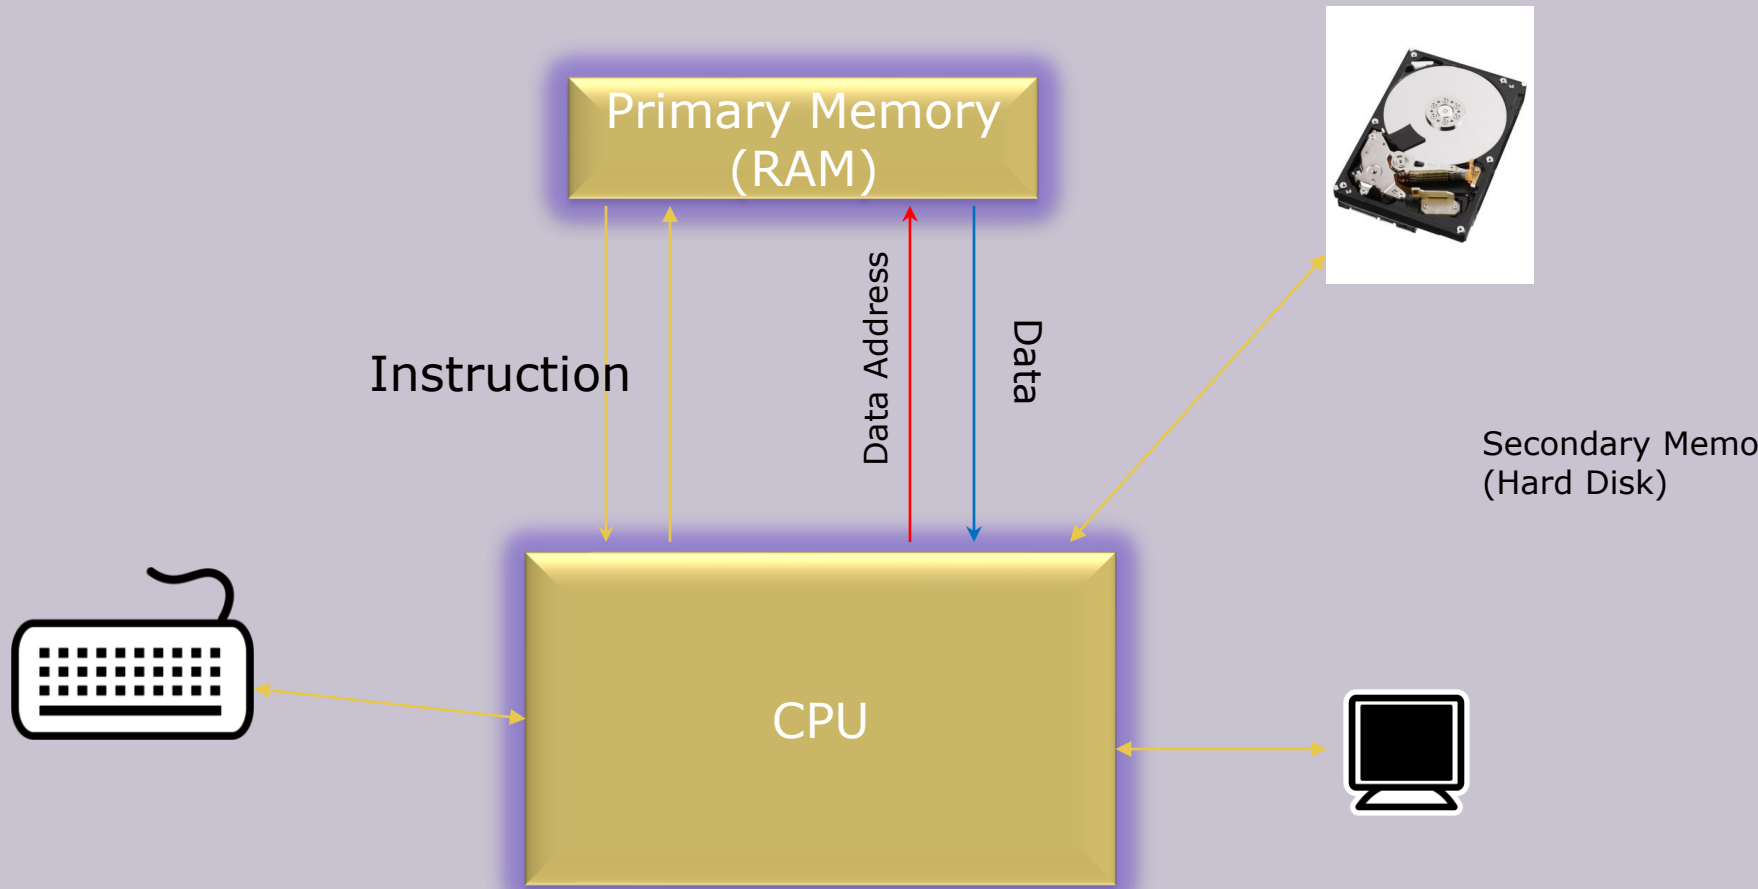 Primary Memory
(RAM)
Instruction
Data Address
Data
Secondary Memo
(Hard Disk)
CPU